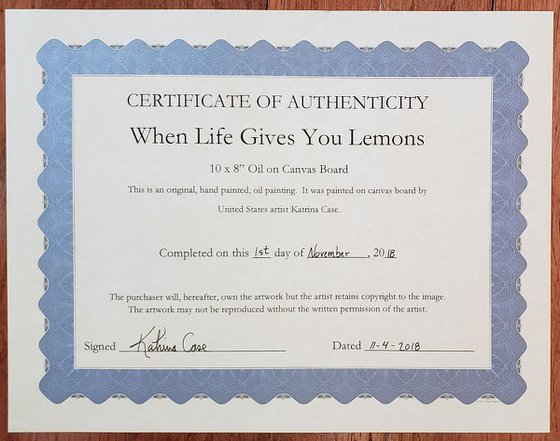 CERTIFICATE OF AUTHENTICITY
When Life Gives You Lemons
10 x 8” Oil on Canvas Board
This is an original, hand painted, oil painting. It was painted on canvas board by
United States artist Katrina Case.
Completed on this 1st day of November, 2018
The purchaser will, hereafter, own the artwork but the artist retains copyright to the image.
The artwork may not be reproduced without the written permission of the artist.
Signed Katrina Case Dated 11-4-2018